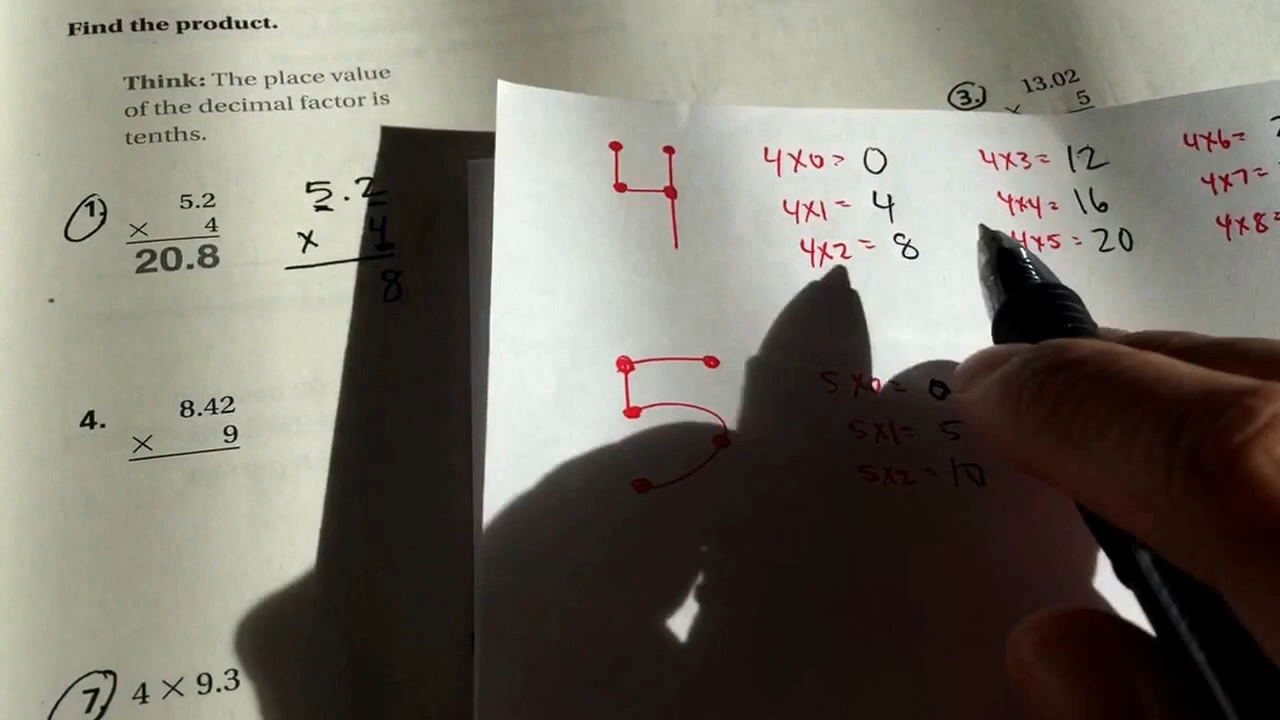 Find the product.
Think: The place value
of the decimal factor is
tenths.
1.
5.2
× 4
20.8
5.2
× 4
8
3.
13.02
× 5
4
4x0= 0
4x1= 4
4x2= 8
4x3= 12
4x4= 16
4x5= 20
4x6=
4x7=
4x8=
5
5x0= 0
5x1= 5
5x2= 10
4.
8.42
× 9
7) 4 × 9.3